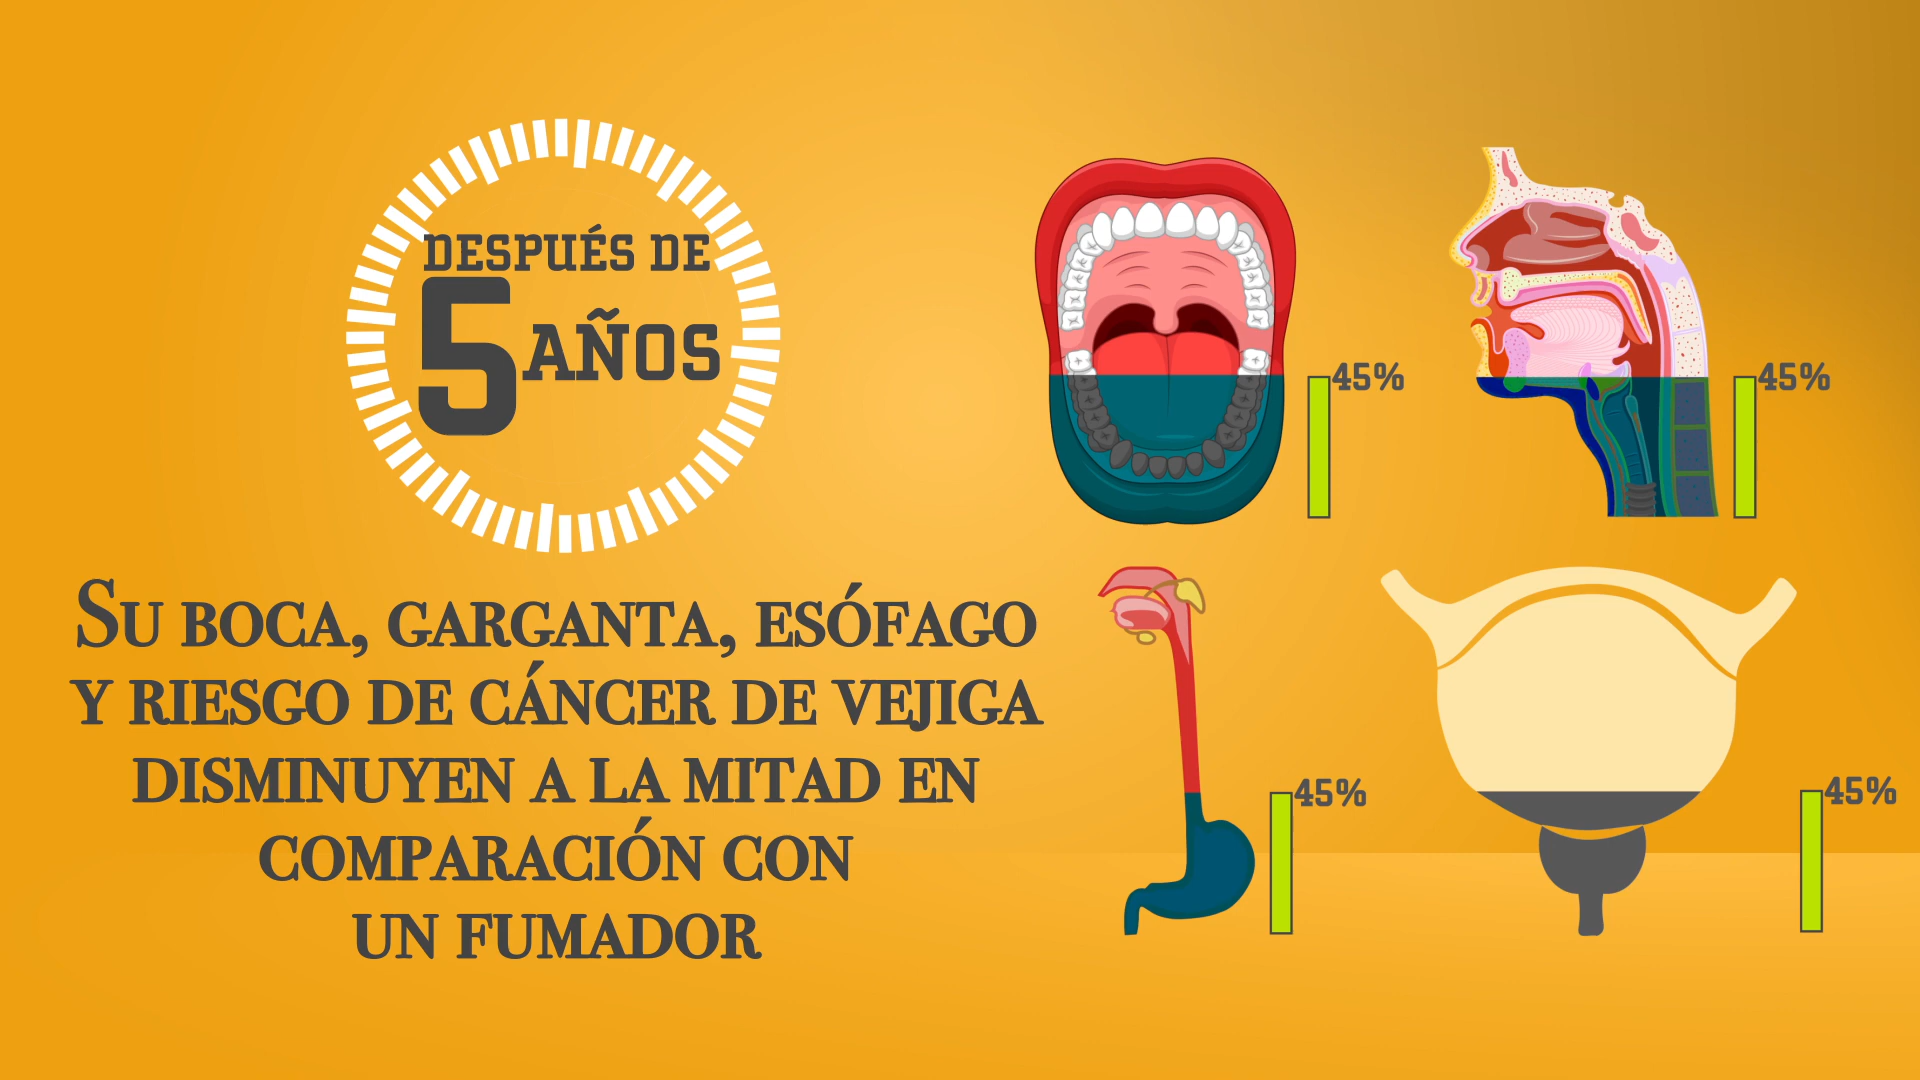 DESPUÉS DE
5 AÑOS
SU BOCA, GARGANTA, ESÓFAGO
Y RIESGO DE CÁNCER DE VEJIGA
DISMINUYEN A LA MITAD EN
COMPARACIÓN CON
UN FUMADOR
45%
45%
45%
45%